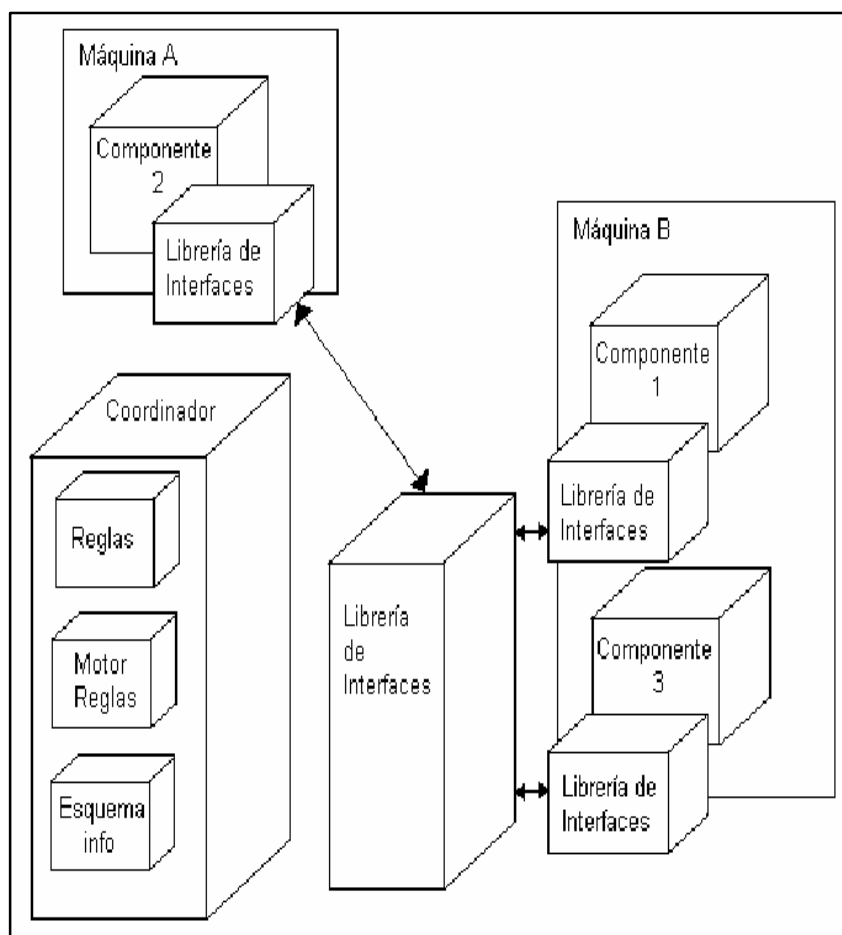 Máquina A
Componente
2
Librería de
Interfaces
Máquina B
Componente
1
Librería de
Interfaces
Componente
3
Librería de
Interfaces
Coordinador
Reglas
Motor
Reglas
Esquema
info
Librería
de
Interfaces